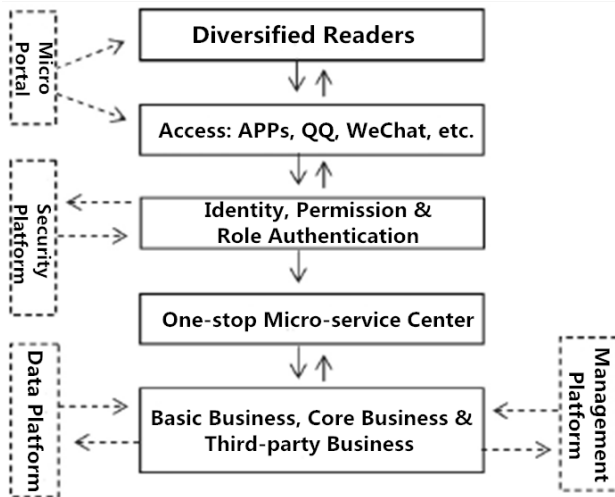 Diversified Readers
Micro
Portal
Access: APPs, QQ, WeChat, etc.
Identity, Permission &
Role Authentication
Security
Platform
One-stop Micro-service Center
Data Platform
Basic Business, Core Business &
Third-party Business
Management
Platform